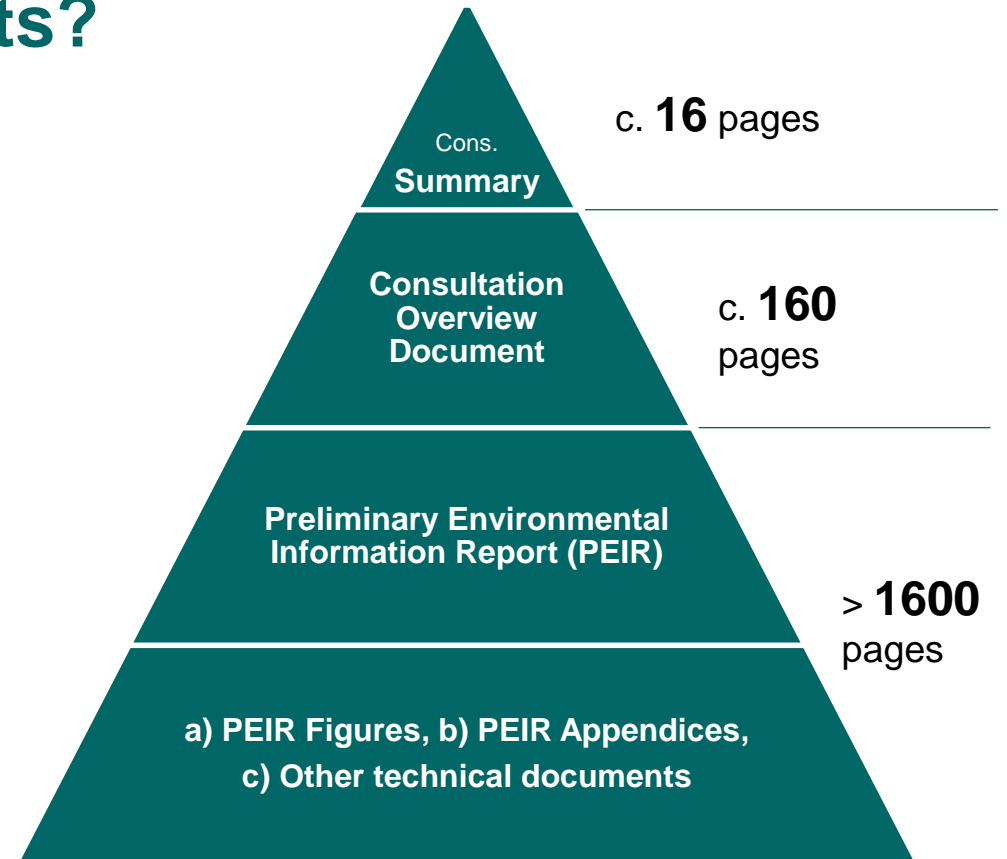 ts?
c. 16 pages
Cons.
Summary
Consultation
Overview
Document
c. 160
pages
Preliminary Environmental
Information Report (PEIR)
> 1600
pages
a) PEIR Figures, b) PEIR Appendices,
c) Other technical documents